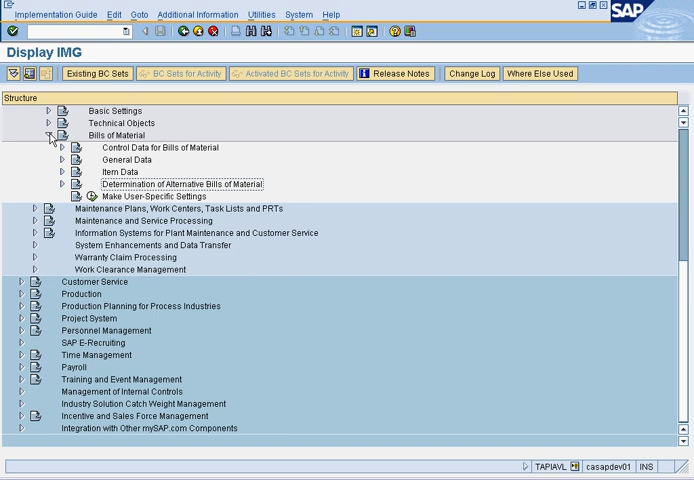 Implementation Guide Edit Goto Additional Information Utilities System Help
SAP
Display IMG
Existing BC Sets BC Sets for Activity Activated BC Sets for Activity Release Notes Change Log Where Else Used
Structure
Basic Settings
Technical Objects
Bills of Material
Control Data for Bills of Material
General Data
Item Data
Determination of Alternative Bills of Material
Make User-Specific Settings
Maintenance Plans, Work Centers, Task Lists and PRTs
Maintenance and Service Processing
Information Systems for Plant Maintenance and Customer Service
System Enhancements and Data Transfer
Warranty Claim Processing
Work Clearance Management
Customer Service
Production
Production Planning for Process Industries
Project System
Personnel Management
SAP E-Recruiting
Time Management
Payroll
Training and Event Management
Management of Internal Controls
Industry Solution Catch Weight Management
Incentive and Sales Force Management
Integration with Other mySAP.com Components
TAPIAVL casapdev01 INS